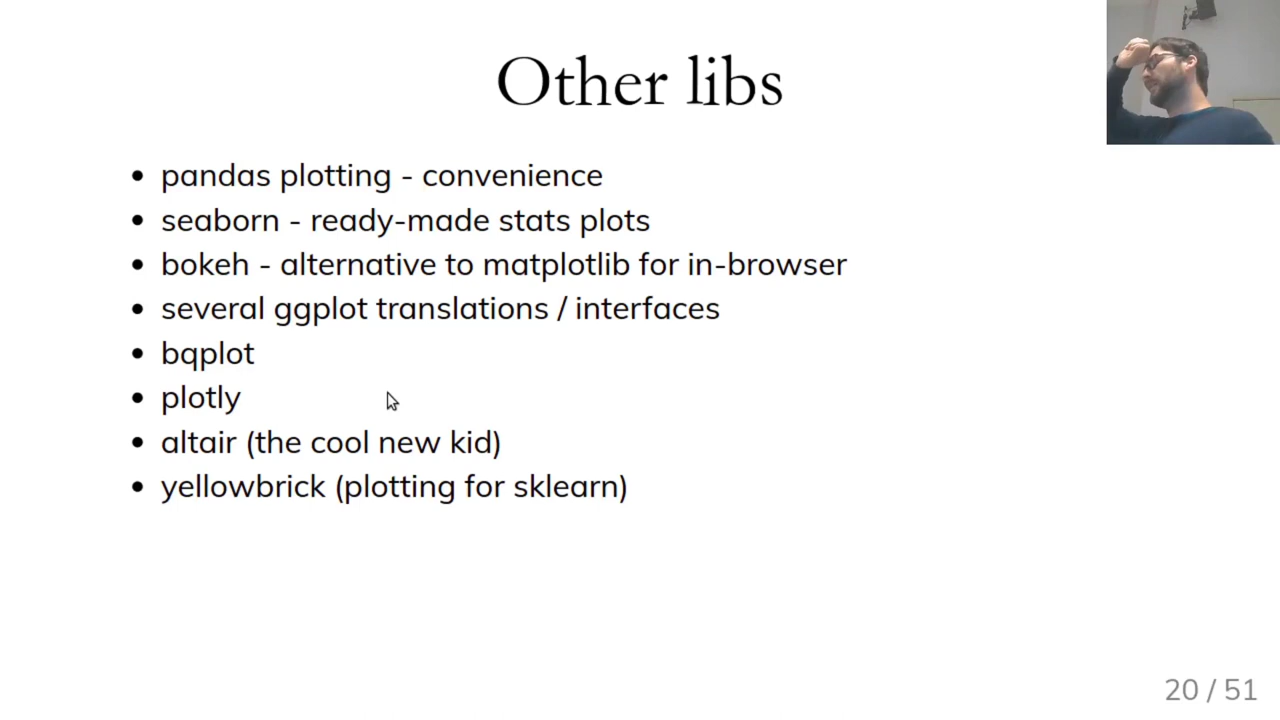 Other libs
pandas plotting - convenience
seaborn - ready-made stats plots
bokeh - alternative to matplotlib for in-browser
several ggplot translations / interfaces
bqplot
plotly
altair (the cool new kid)
yellowbrick (plotting for sklearn)
20 / 51